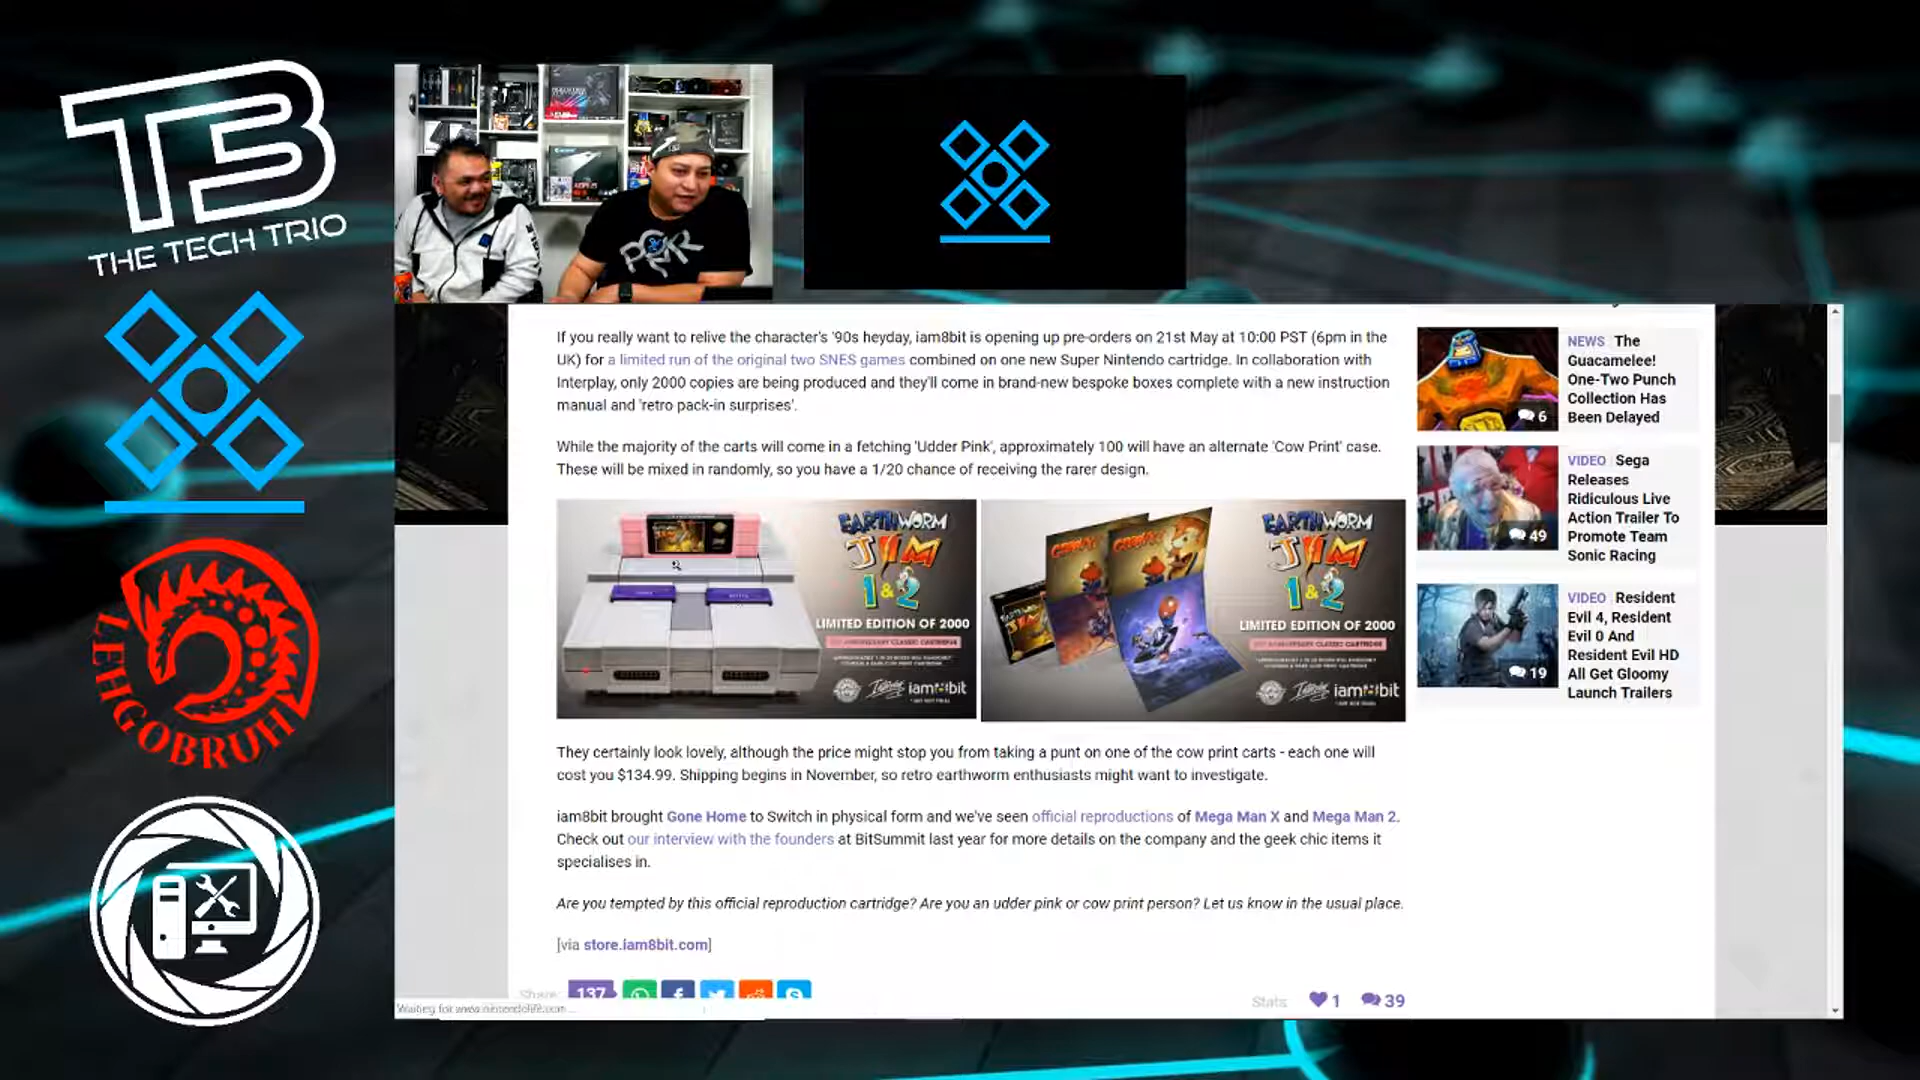 TB
THE TECH TRIO
LEHGOBRUH
If you really want to relive the character's '90s heyday, iam8bit is opening up pre-orders on 21st May at 10:00 PST (6pm in the
UK) for a limited run of the original two SNES games combined on one new Super Nintendo cartridge. In collaboration with
Interplay, only 2000 copies are being produced and they'll come in brand-new bespoke boxes complete with a new instruction
manual and 'retro pack-in surprises'.
While the majority of the carts will come in a fetching 'Udder Pink', approximately 100 will have an alternate 'Cow Print' case.
These will be mixed in randomly, so you have a 1/20 chance of receiving the rarer design.
EARTHWORM
JIM
1 & 2
LIMITED EDITION OF 2000
Interplay iam8bit
EARTHWORM
JIM
1 & 2
LIMITED EDITION OF 2000
Interplay iam8bit
They certainly look lovely, although the price might stop you from taking a punt on one of the cow print carts - each one will
cost you $134.99. Shipping begins in November, so retro earthworm enthusiasts might want to investigate.
iam8bit brought Gone Home to Switch in physical form and we've seen official reproductions of Mega Man X and Mega Man 2.
Check out our interview with the founders at BitSummit last year for more details on the company and the geek chic items it
specialises in.
Are you tempted by this official reproduction cartridge? Are you an udder pink or cow print person? Let us know in the usual place.
[via store.iam8bit.com]
Share: 137
Stats 1 39
Waiting for www.nintendolife.com...
NEWS The
Guacamelee!
One-Two Punch
Collection Has
Been Delayed
6
VIDEO Sega
Releases
Ridiculous Live
Action Trailer To
Promote Team
Sonic Racing
49
VIDEO Resident
Evil 4, Resident
Evil 0 And
Resident Evil HD
All Get Gloomy
Launch Trailers
19